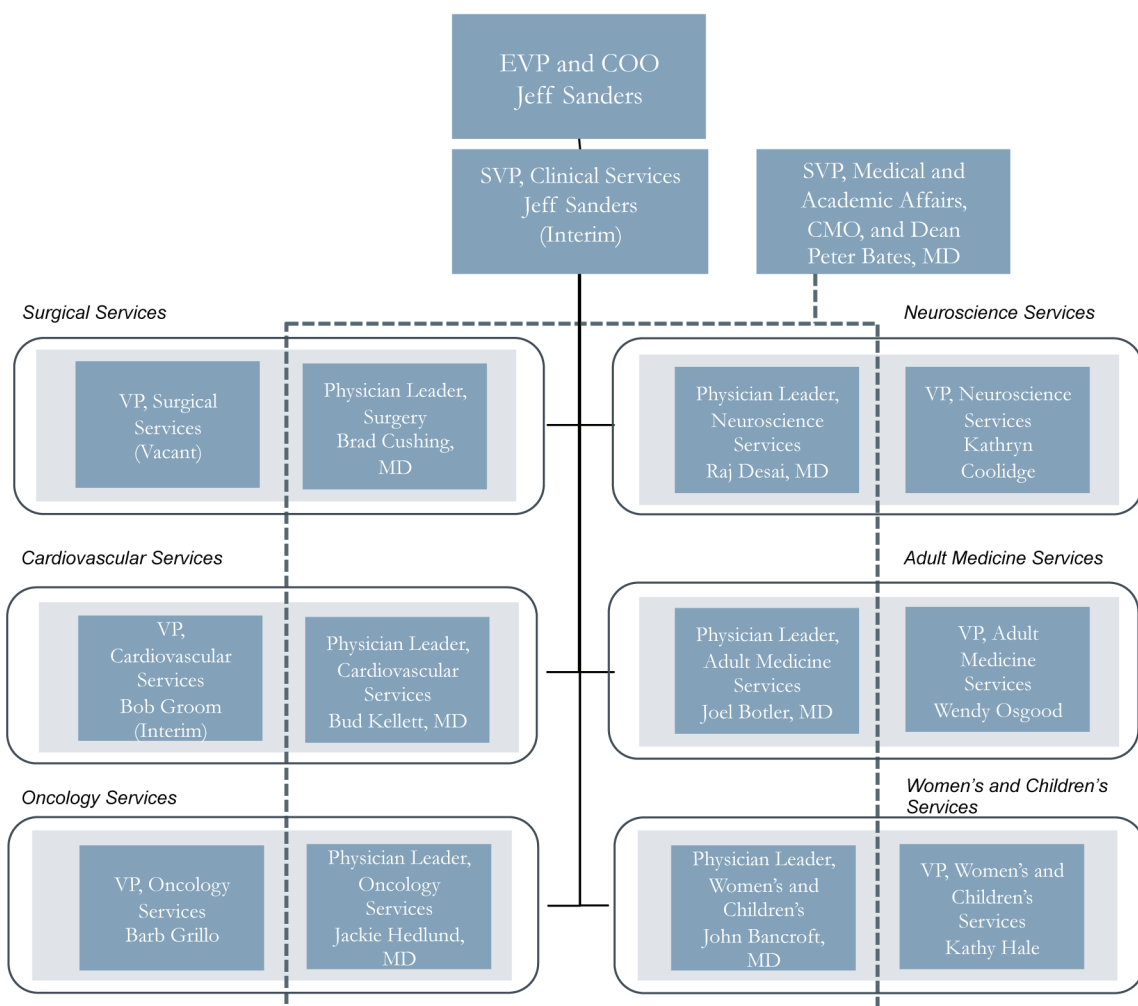 EVP and COO
Jeff Sanders
SVP, Clinical Services
Jeff Sanders
(Interim)
SVP, Medical and
Academic Affairs,
CMO, and Dean
Peter Bates, MD
Surgical Services
VP, Surgical
Services
(Vacant)
Physician Leader,
Surgery
Brad Cushing,
MD
Neuroscience Services
Physician Leader,
Neuroscience
Services
Raj Desai, MD
VP, Neuroscience
Services
Kathryn
Coolidge
Cardiovascular Services
VP,
Cardiovascular
Services
Bob Groom
(Interim)
Physician Leader,
Cardiovascular
Services
Bud Kellett, MD
Adult Medicine Services
Physician Leader,
Adult Medicine
Services
Joel Botler, MD
VP, Adult
Medicine
Services
Wendy Osgood
Oncology Services
VP, Oncology
Services
Barb Grillo
Physician Leader,
Oncology
Services
Jackie Hedlund,
MD
Women’s and Children’s
Services
Physician Leader,
Women’s and
Children’s
John Bancroft,
MD
VP, Women’s and
Children’s
Services
Kathy Hale